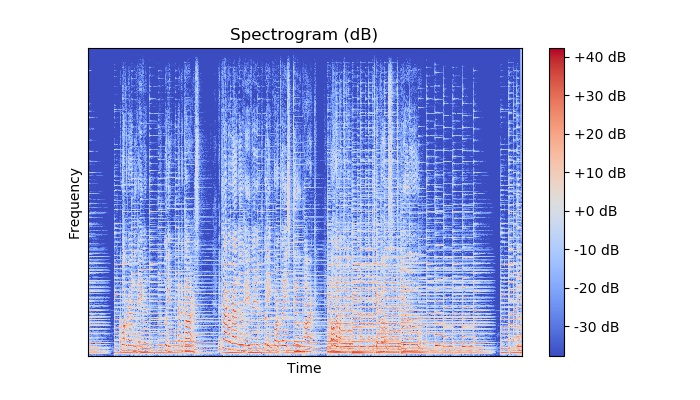 Spectrogram (dB)
Frequency
Time
+40 dB
+30 dB
+20 dB
+10 dB
+0 dB
-10 dB
-20 dB
-30 dB